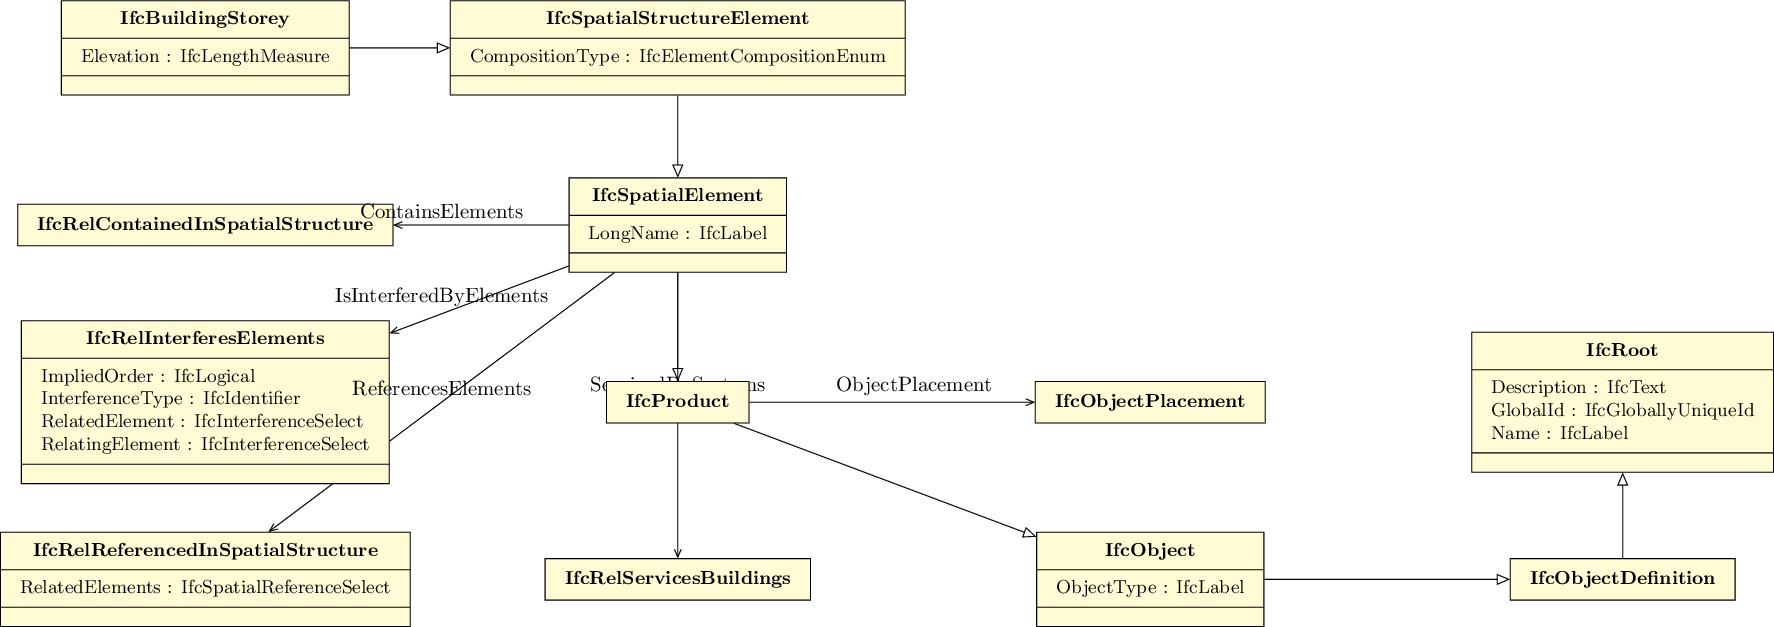 IfcBuildingStorey
Elevation : IfcLengthMeasure
IfcSpatialStructureElement
CompositionType : IfcElementCompositionEnum
IfcSpatialElement
LongName : IfcLabel
ContainsElements
IfcRelContainedInSpatialStructure
IsInterferedByElements
IfcRelInterferesElements
ImpliedOrder : IfcLogical
InterferenceType : IfcIdentifier
RelatedElement : IfcInterferenceSelect
RelatingElement : IfcInterferenceSelect
ReferencesElements
IfcProduct
ObjectPlacement
IfcObjectPlacement
IfcRoot
Description : IfcText
GlobalId : IfcGloballyUniqueId
Name : IfcLabel
IfcRelReferencedInSpatialStructure
RelatedElements : IfcSpatialReferenceSelect
IfcRelServicesBuildings
IfcObject
ObjectType : IfcLabel
IfcObjectDefinition